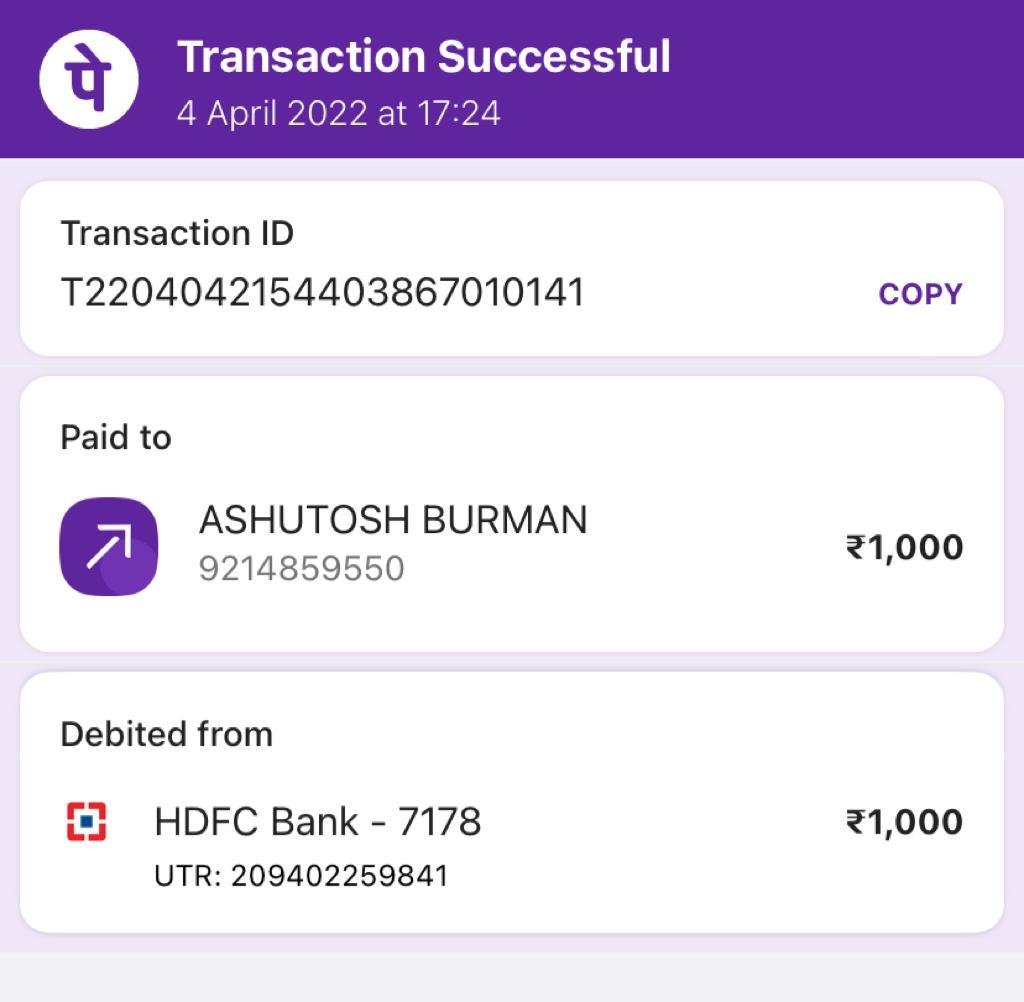 पे
Transaction Successful
4 April 2022 at 17:24
Transaction ID
T2204042154403867010141
COPY
Paid to
ASHUTOSH BURMAN
9214859550
₹1,000
Debited from
HDFC Bank - 7178
₹1,000
UTR: 209402259841